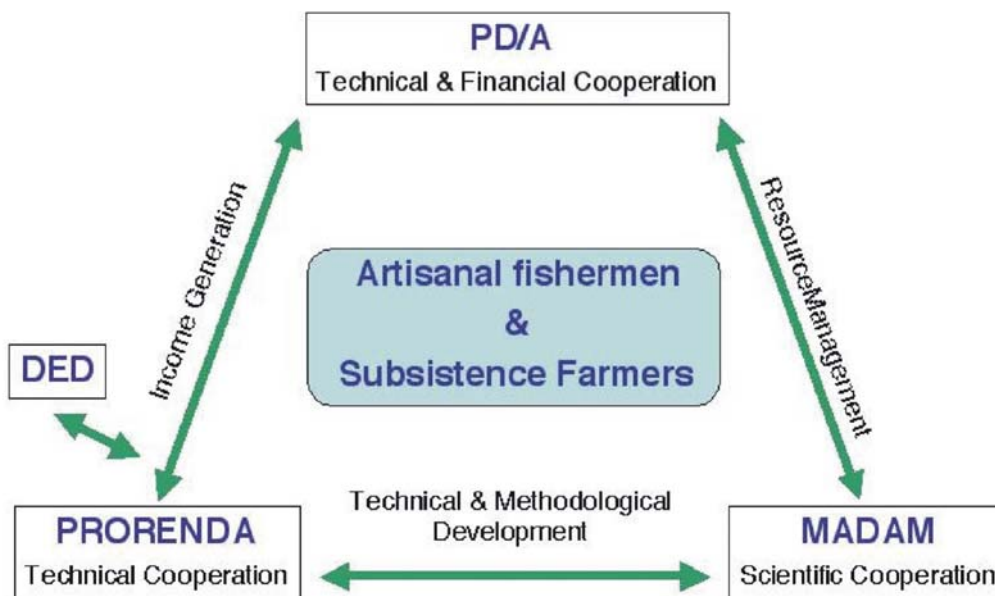 PD/A
Technical & Financial Cooperation
Income Generation
ResourceManagement
Artisanal fishermen
&
Subsistence Farmers
DED
PRORENDA
Technical Cooperation
Technical & Methodological
Development
MADAM
Scientific Cooperation